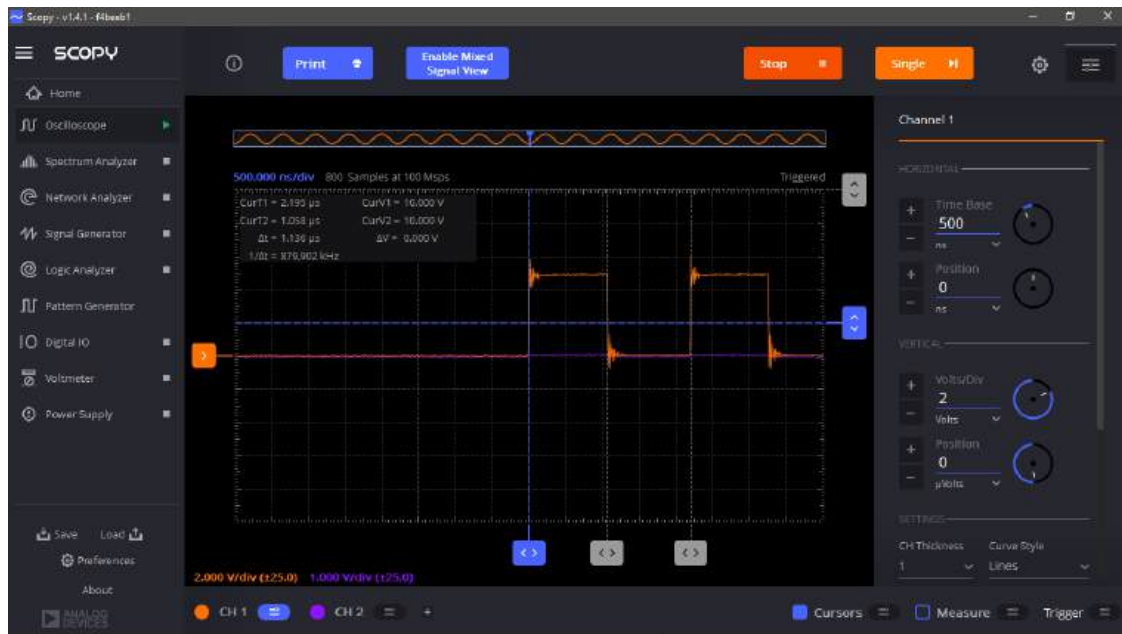 Scopy - v1.4.1 - f4beeb1
SCOPY
Print
Enable Mixed
Signal View
Stop
Single
Home
Oscilloscope
Spectrum Analyzer
Network Analyzer
Signal Generator
Logic Analyzer
Pattern Generator
Digital IO
Voltmeter
Power Supply
Save
Load
Preferences
About
ANALOG
DEVICES
500.000 ns/div 800 Samples at 100 Msps
Triggered
CurT1 = 2.195 µs CurV1 = 10.000 V
CurT2 = 1.058 µs CurV2 = 10.000 V
Δt = 1.136 µs ΔV = 0.000 V
1/Δt = 879.902 kHz
2.000 V/div (±25.0) 1.000 V/div (±25.0)
Channel 1
HORIZONTAL
Time Base
500
ns
Position
0
ns
VERTICAL
Volts/Div
2
Volts
Position
0
µVolts
SETTINGS
CH Thickness Curve Style
1 Lines
CH 1 CH 2 +
Cursors Measure Trigger